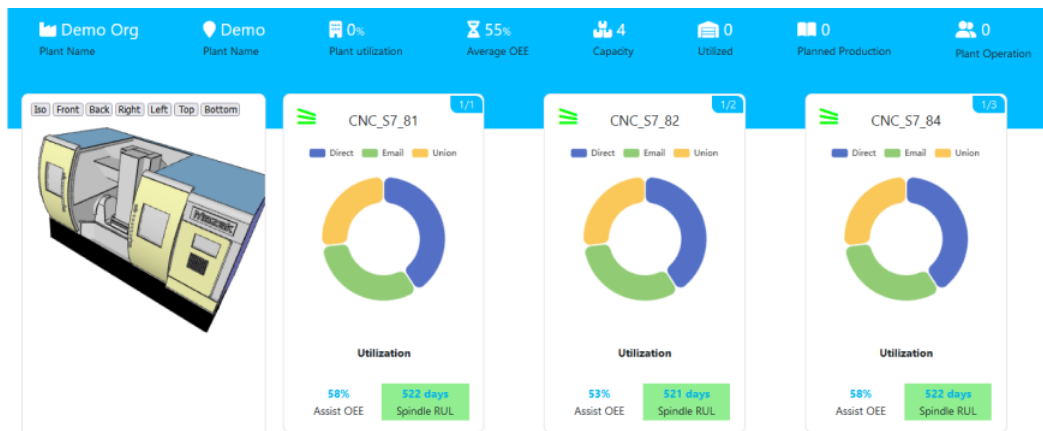 Demo Org
Plant Name
Demo
Plant Name
0%
Plant utilization
55%
Average OEE
4
Capacity
0
Utilized
0
Planned Production
0
Plant Operation
Iso Front Back Right Left Top Bottom
Mazak
1/1
CNC_S7_81
Direct Email Union
Utilization
58%
Assist OEE
522 days
Spindle RUL
1/2
CNC_S7_82
Direct Email Union
Utilization
53%
Assist OEE
521 days
Spindle RUL
1/3
CNC_S7_84
Direct Email Union
Utilization
58%
Assist OEE
522 days
Spindle RUL